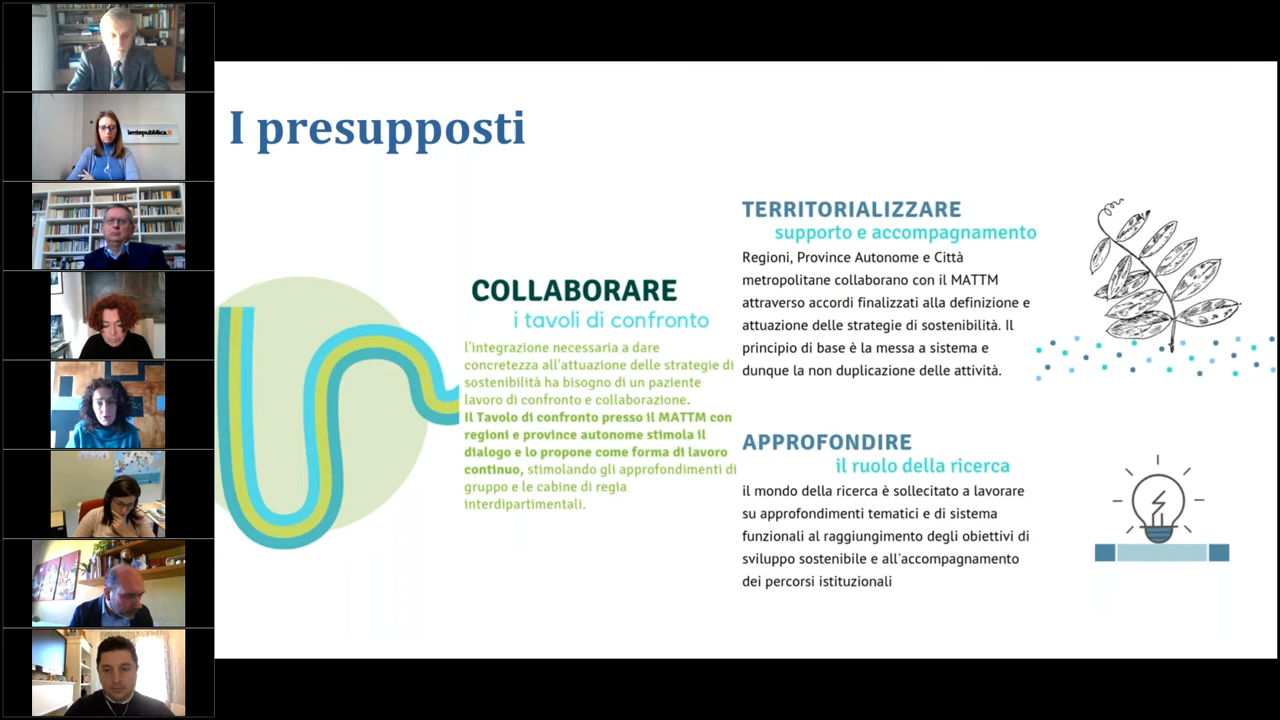 lentepubblica.it
I presupposti
COLLABORARE
i tavoli di confronto
l'integrazione necessaria a dare
concretezza all'attuazione delle strategie di
sostenibilità ha bisogno di un paziente
lavoro di confronto e collaborazione.
Il Tavolo di confronto presso il MATTM con
regioni e province autonome stimola il
dialogo e lo propone come forma di lavoro
continuo, stimolando gli approfondimenti di
gruppo e le cabine di regia
interdipartimentali.
TERRITORIALIZZARE
supporto e accompagnamento
Regioni, Province Autonome e Città
metropolitane collaborano con il MATTM
attraverso accordi finalizzati alla definizione e
attuazione delle strategie di sostenibilità. Il
principio di base è la messa a sistema e
dunque la non duplicazione delle attività.
APPROFONDIRE
il ruolo della ricerca
il mondo della ricerca è sollecitato a lavorare
su approfondimenti tematici e di sistema
funzionali al raggiungimento degli obiettivi di
sviluppo sostenibile e all'accompagnamento
dei percorsi istituzionali